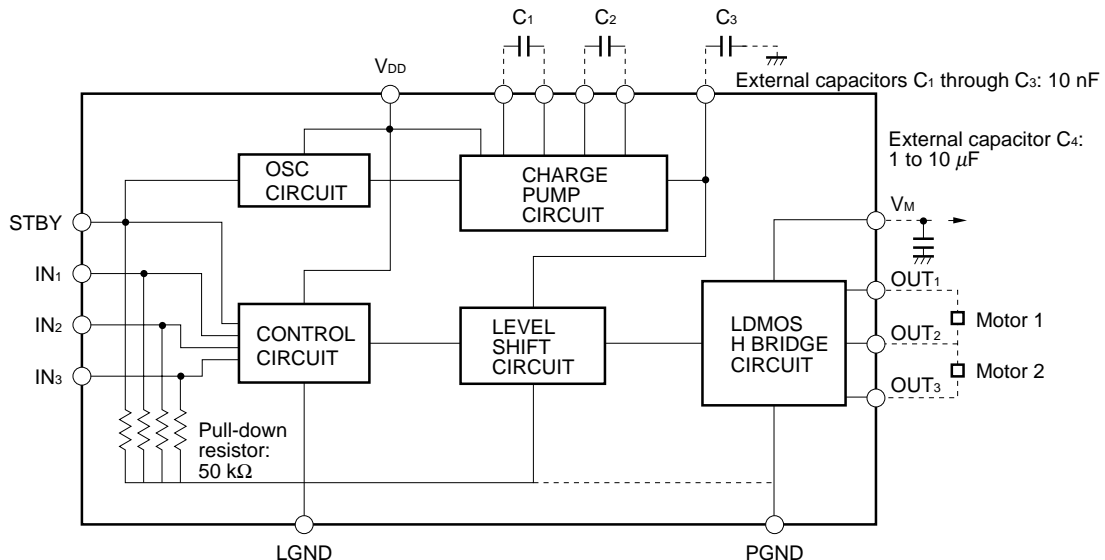 C1
C2
C3
VDD
External capacitors C1 through C3: 10 nF
External capacitor C4:
1 to 10 µF
OSC
CIRCUIT
CHARGE
PUMP
CIRCUIT
STBY
VM
IN1
OUT1
IN2
CONTROL
CIRCUIT
LEVEL
SHIFT
CIRCUIT
LDMOS
H BRIDGE
CIRCUIT
Motor 1
OUT2
IN3
Motor 2
OUT3
Pull-down
resistor:
50 kΩ
LGND
PGND